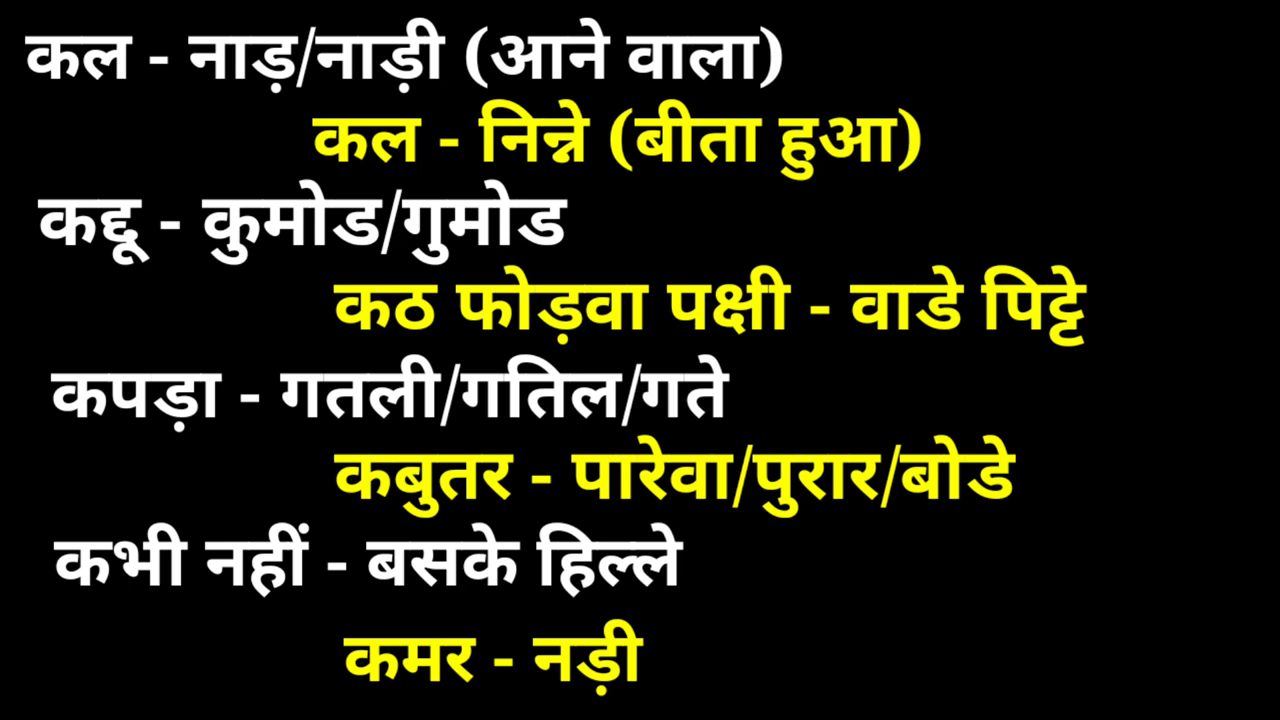 कल - नाड़/नाड़ी (आने वाला)
कल - निन्ने (बीता हुआ)
कद्दू - कुमोड/गुमोड
कठ फोड़वा पक्षी - वाडे पिट्टे
कपड़ा - गतली/गतिल/गते
कबुतर - पारेवा/पुरार/बोडे
कभी नहीं - बसके हिल्ले
कमर - नड़ी